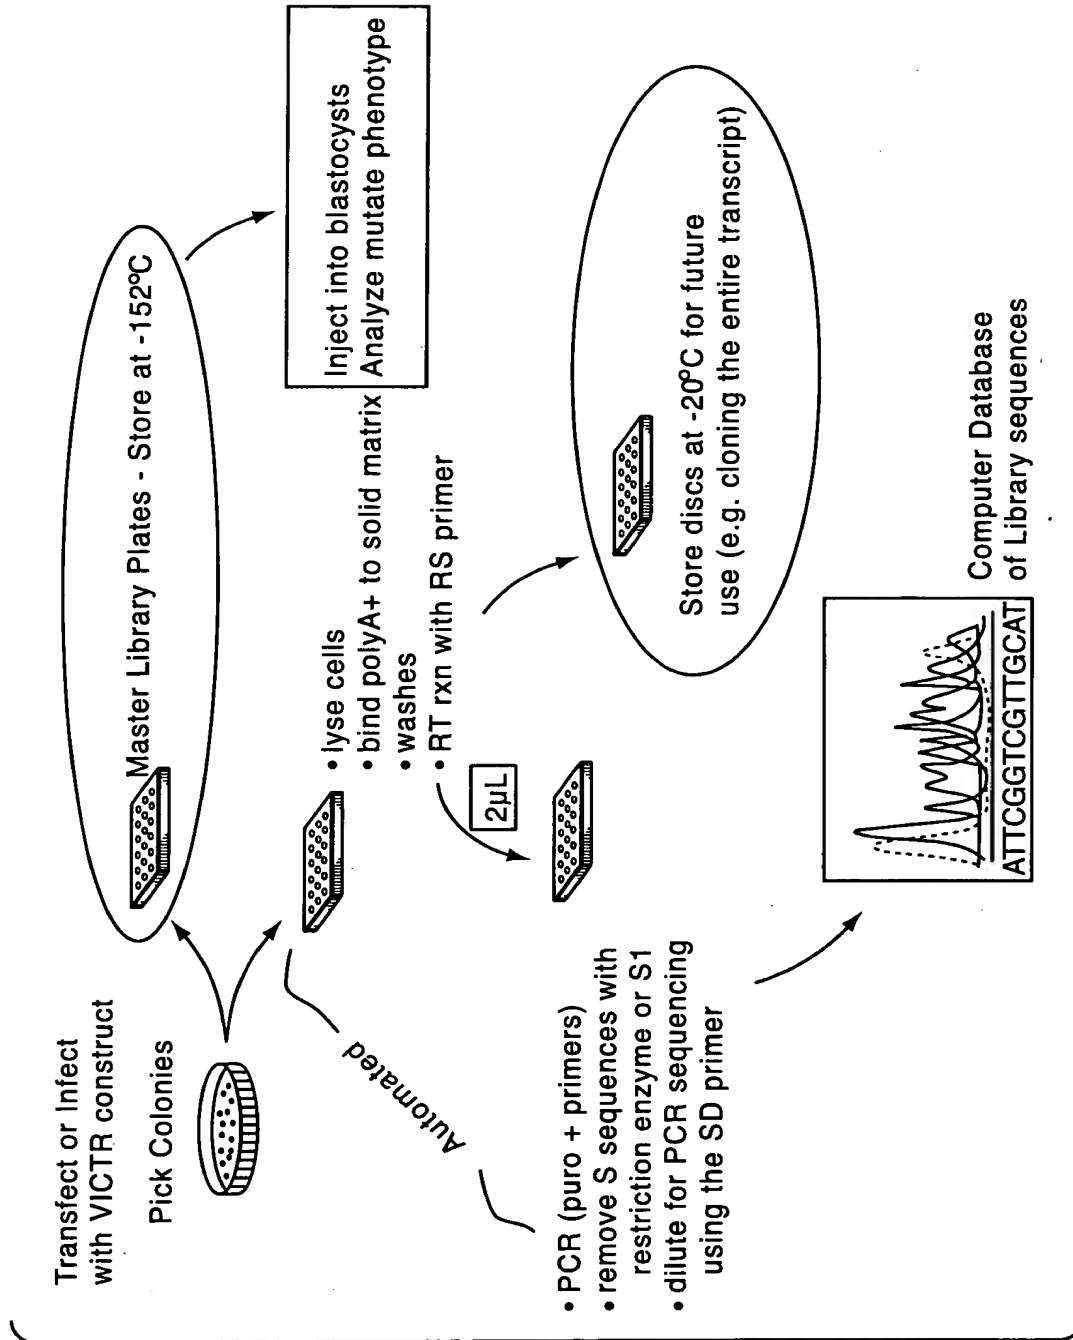 Transfect or Infect
with VICTR construct
Pick Colonies
Master Library Plates - Store at -152°C
Inject into blastocysts
Analyze mutate phenotype
• lyse cells
• bind polyA+ to solid matrix
• washes
• RT rxn with RS primer
2µL
Automated
Store discs at -20°C for future
use (e.g. cloning the entire transcript)
• PCR (puro + primers)
• remove S sequences with
restriction enzyme or S1
• dilute for PCR sequencing
using the SD primer
ATTCGGTCGTTGCAT
Computer Database
of Library sequences